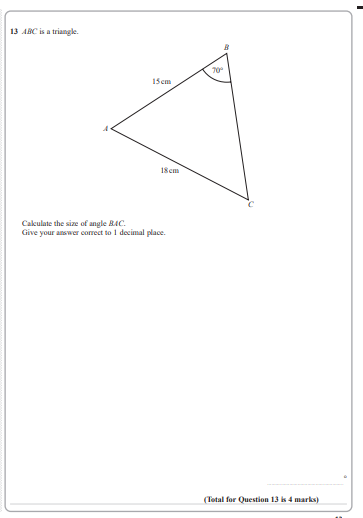 13 ABC is a triangle.
B
70°
15 cm
A
18 cm
C
Calculate the size of angle BAC.
Give your answer correct to 1 decimal place.
°
(Total for Question 13 is 4 marks)